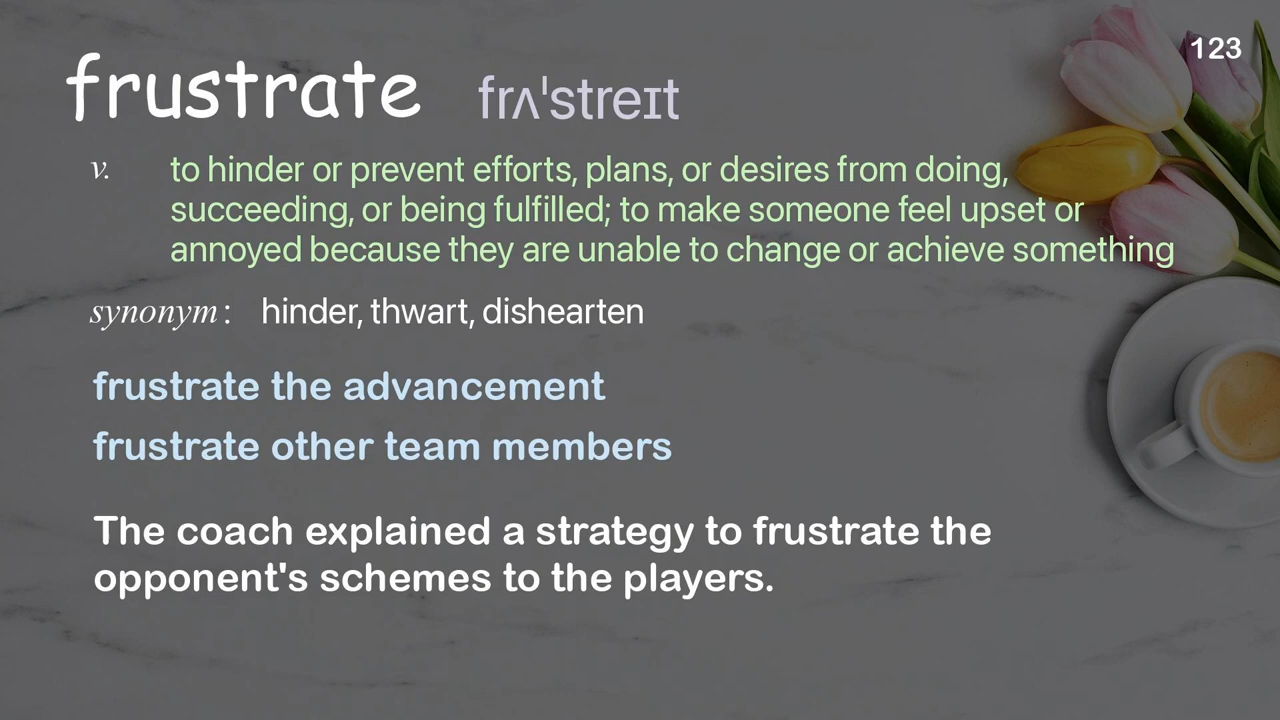 123
frustrate frʌˈstreɪt
v. to hinder or prevent efforts, plans, or desires from doing,
succeeding, or being fulfilled; to make someone feel upset or
annoyed because they are unable to change or achieve something
synonym: hinder, thwart, dishearten
frustrate the advancement
frustrate other team members
The coach explained a strategy to frustrate the
opponent's schemes to the players.